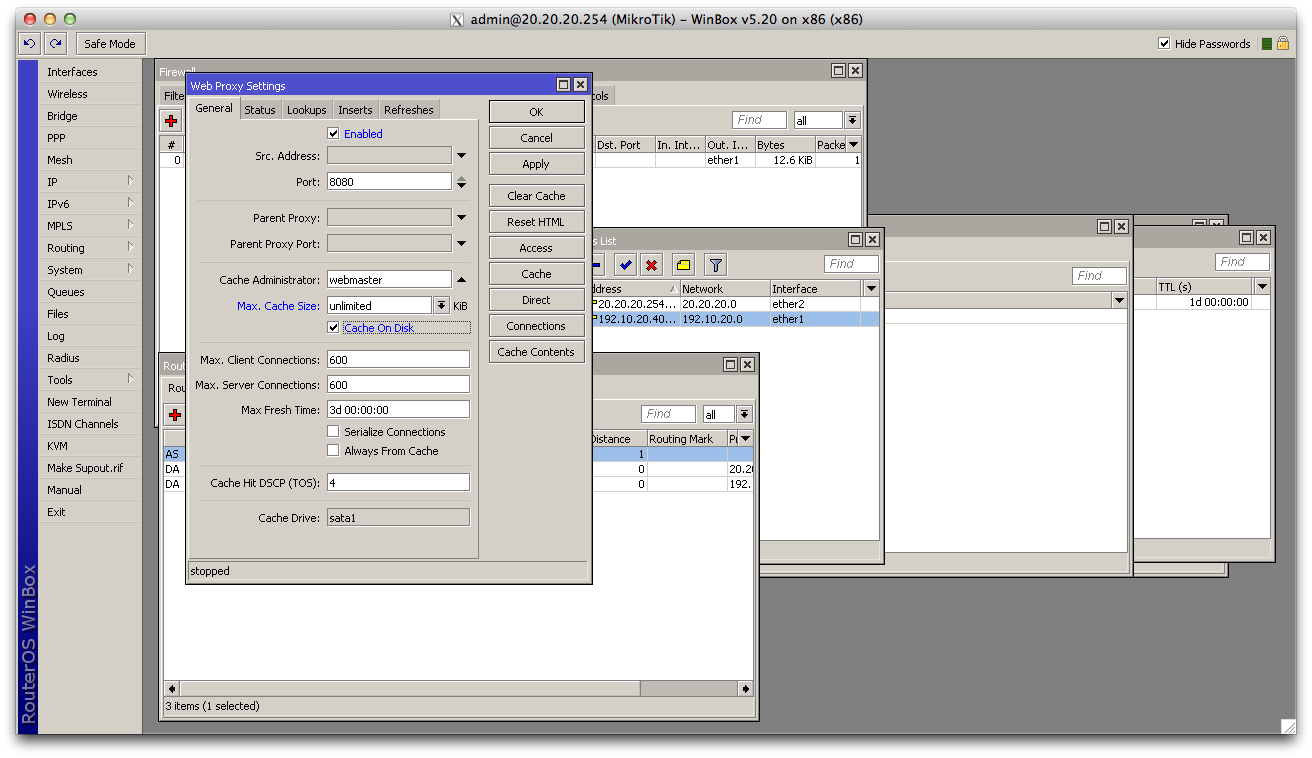 admin@20.20.20.254 (MikroTik) – WinBox v5.20 on x86 (x86)
Safe Mode
Hide Passwords
RouterOS WinBox
Interfaces
Wireless
Bridge
PPP
Mesh
IP
IPv6
MPLS
Routing
System
Queues
Files
Log
Radius
Tools
New Terminal
ISDN Channels
KVM
Make Supout.rif
Manual
Exit
Web Proxy Settings
General Status Lookups Inserts Refreshes
Enabled
Src. Address:
Port: 8080
Parent Proxy:
Parent Proxy Port:
Cache Administrator: webmaster
Max. Cache Size: unlimited KiB
Cache On Disk
Max. Client Connections: 600
Max. Server Connections: 600
Max Fresh Time: 3d 00:00:00
Serialize Connections
Always From Cache
Cache Hit DSCP (TOS): 4
Cache Drive: sata1
stopped
OK
Cancel
Apply
Clear Cache
Reset HTML
Access
Cache
Direct
Connections
Cache Contents
Find all
# Dst. Port In. Int... Out. I... Bytes
0 ether1 12.6 KiB 1
List
Find
Network Interface
20.20.20.254... 20.20.20.0 ether2
192.10.20.40... 192.10.20.0 ether1
Find
Find
TTL (s)
1d 00:00:00
Find all
Distance Routing Mark
AS 1
DA 0
DA 0 192.
3 items (1 selected)